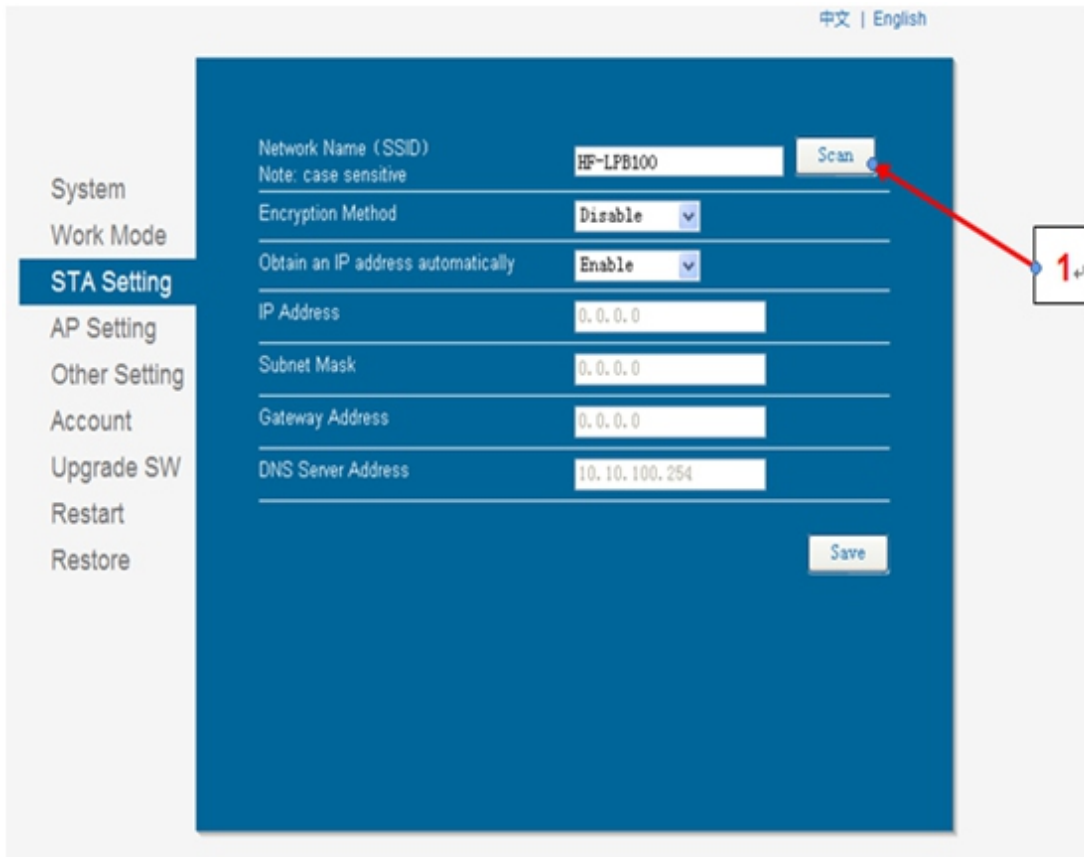 中文 | English
System
Work Mode
STA Setting
AP Setting
Other Setting
Account
Upgrade SW
Restart
Restore
Network Name（SSID）
Note: case sensitive
HF-LPB100
Scan
Encryption Method
Disable
Obtain an IP address automatically
Enable
IP Address
0.0.0.0
Subnet Mask
0.0.0.0
Gateway Address
0.0.0.0
DNS Server Address
10.10.100.254
Save
1↵